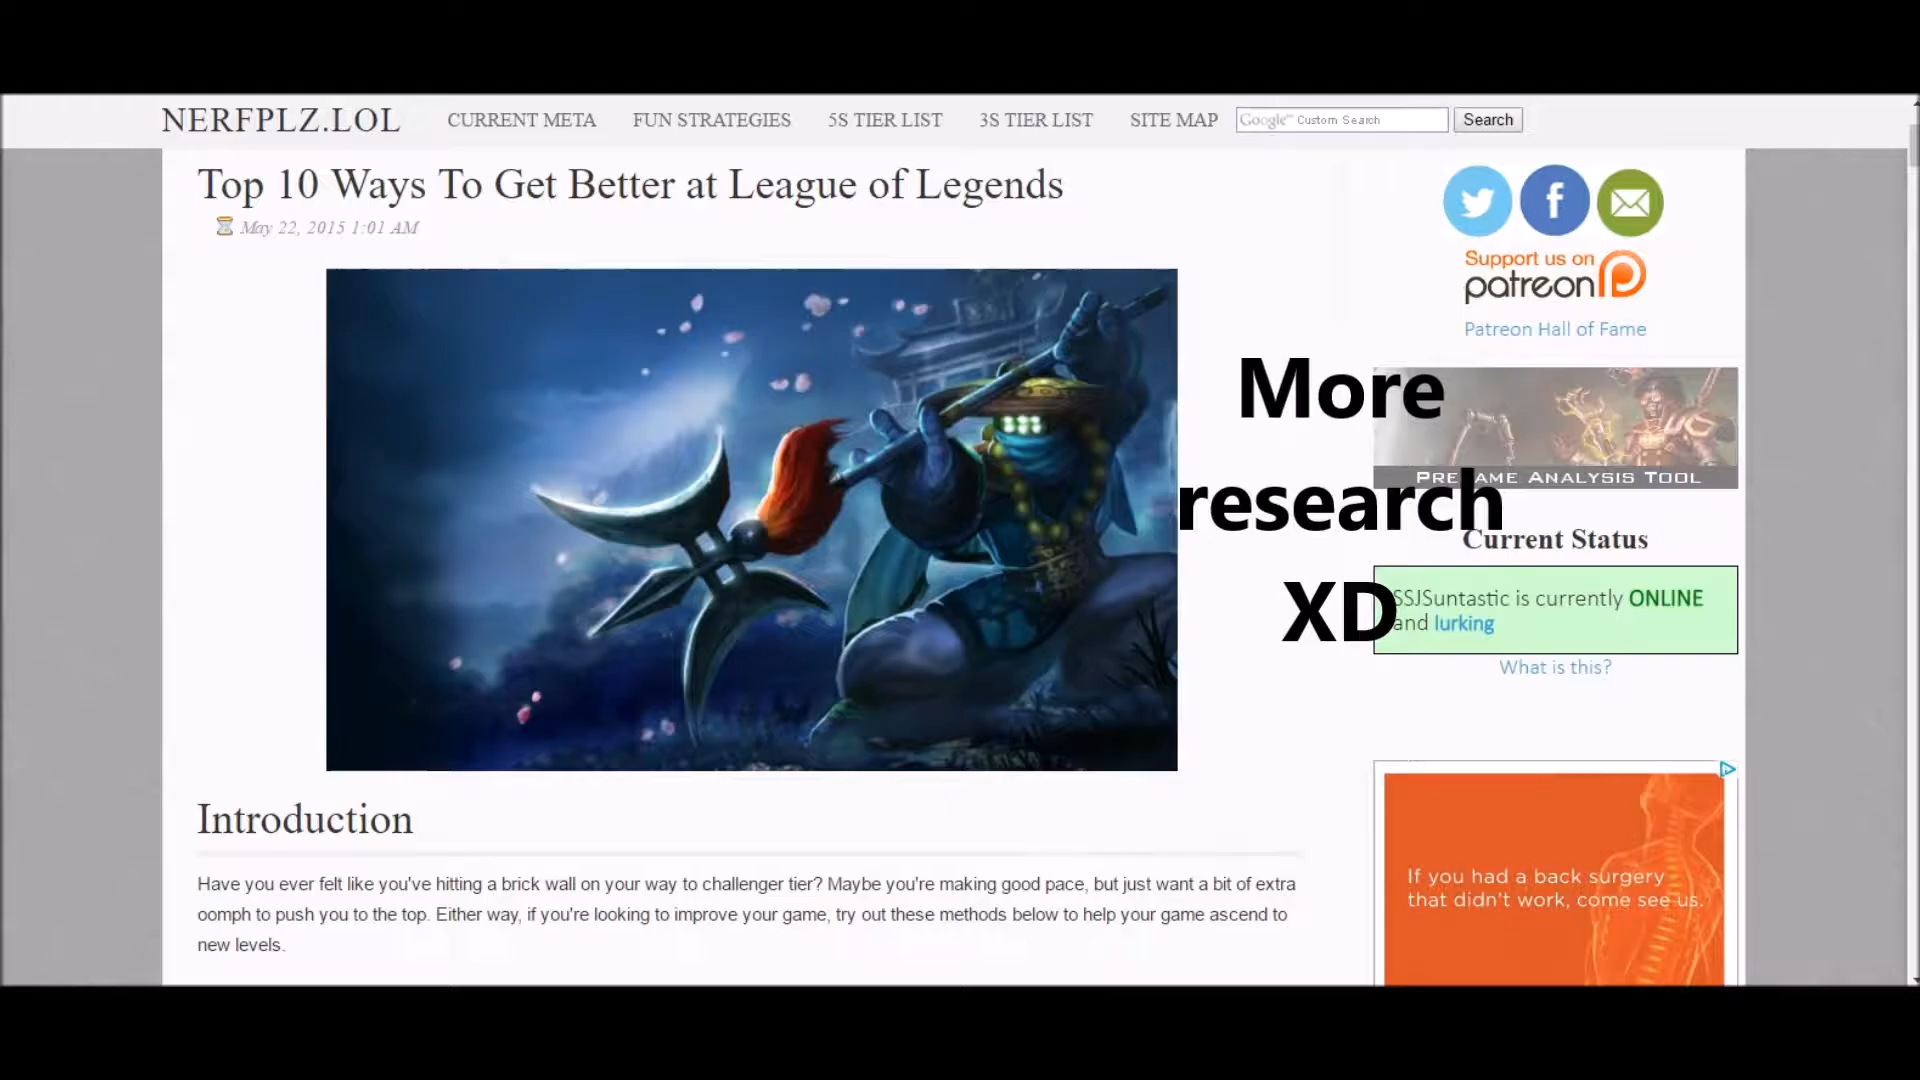 NERFPLZ.LOL CURRENT META FUN STRATEGIES 5S TIER LIST 3S TIER LIST SITE MAP Google™ Custom Search Search
Top 10 Ways To Get Better at League of Legends
May 22, 2015 1:01 AM
Support us on
patreon
Patreon Hall of Fame
More
research
XD
PREGAME ANALYSIS TOOL
Current Status
SSJSuntastic is currently ONLINE
and lurking
What is this?
Introduction
Have you ever felt like you've hitting a brick wall on your way to challenger tier? Maybe you're making good pace, but just want a bit of extra
oomph to push you to the top. Either way, if you're looking to improve your game, try out these methods below to help your game ascend to
new levels.
If you had a back surgery
that didn't work, come see us.